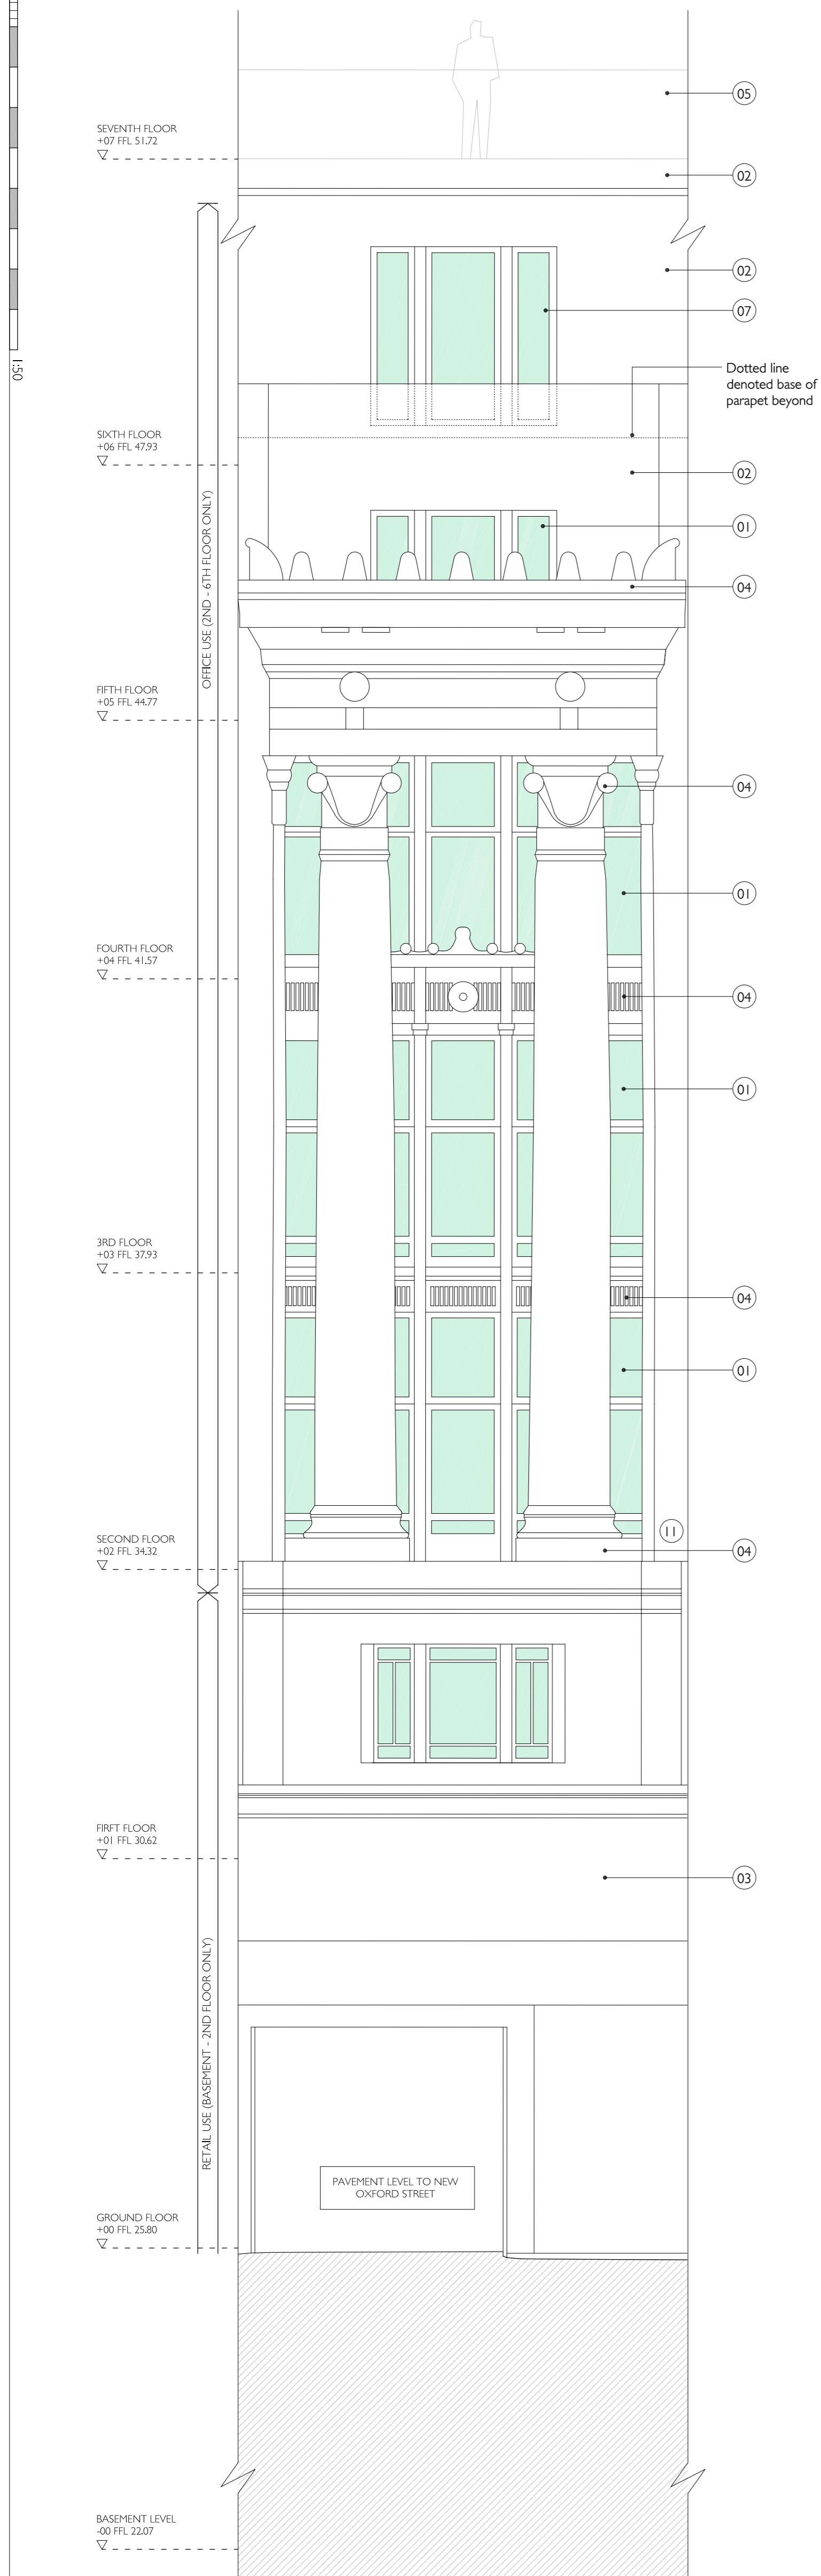 05
SEVENTH FLOOR
+07 FFL 51.72
02
02
07
1:50
Dotted line
denoted base of
parapet beyond
SIXTH FLOOR
+06 FFL 47.93
02
OFFICE USE (2ND - 6TH FLOOR ONLY)
01
04
FIFTH FLOOR
+05 FFL 44.77
04
01
FOURTH FLOOR
+04 FFL 41.57
04
01
3RD FLOOR
+03 FFL 37.93
04
01
11
SECOND FLOOR
+02 FFL 34.32
04
FIRFT FLOOR
+01 FFL 30.62
03
RETAIL USE (BASEMENT - 2ND FLOOR ONLY)
PAVEMENT LEVEL TO NEW
OXFORD STREET
GROUND FLOOR
+00 FFL 25.80
BASEMENT LEVEL
-00 FFL 22.07